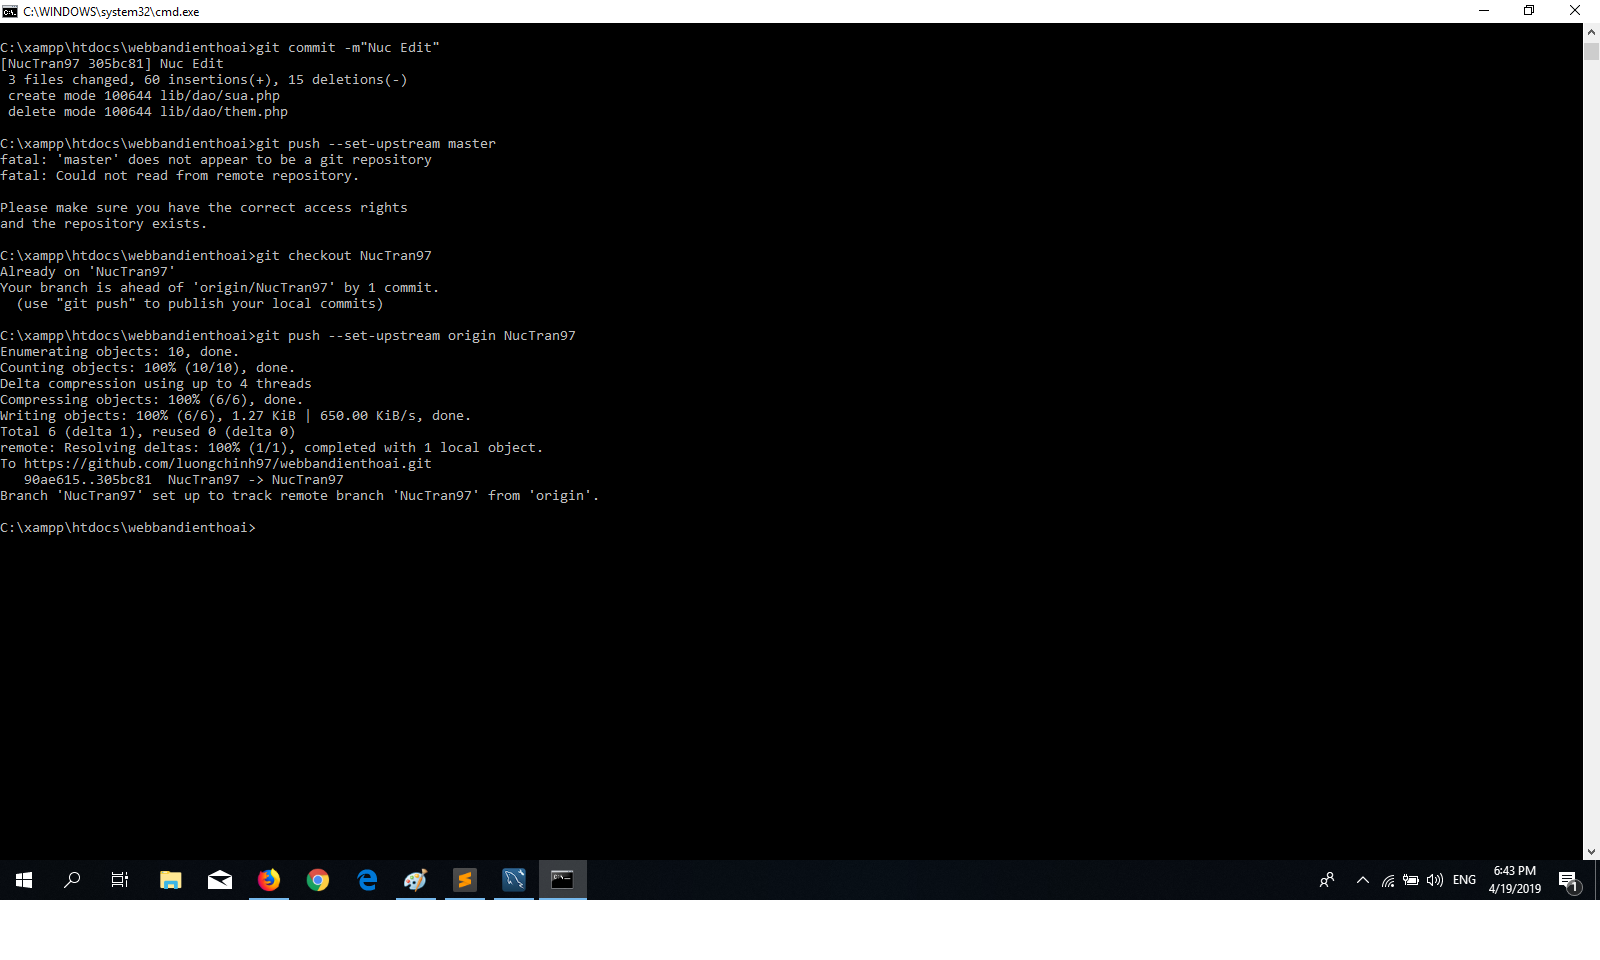 C:\WINDOWS\system32\cmd.exe
C:\xampp\htdocs\webbandienthoai>git commit -m"Nuc Edit"
[NucTran97 305bc81] Nuc Edit
 3 files changed, 60 insertions(+), 15 deletions(-)
 create mode 100644 lib/dao/sua.php
 delete mode 100644 lib/dao/them.php
C:\xampp\htdocs\webbandienthoai>git push --set-upstream master
fatal: 'master' does not appear to be a git repository
fatal: Could not read from remote repository.
Please make sure you have the correct access rights
and the repository exists.
C:\xampp\htdocs\webbandienthoai>git checkout NucTran97
Already on 'NucTran97'
Your branch is ahead of 'origin/NucTran97' by 1 commit.
  (use "git push" to publish your local commits)
C:\xampp\htdocs\webbandienthoai>git push --set-upstream origin NucTran97
Enumerating objects: 10, done.
Counting objects: 100% (10/10), done.
Delta compression using up to 4 threads
Compressing objects: 100% (6/6), done.
Writing objects: 100% (6/6), 1.27 KiB | 650.00 KiB/s, done.
Total 6 (delta 1), reused 0 (delta 0)
remote: Resolving deltas: 100% (1/1), completed with 1 local object.
To https://github.com/luongchinh97/webbandienthoai.git
   90ae615..305bc81  NucTran97 -> NucTran97
Branch 'NucTran97' set up to track remote branch 'NucTran97' from 'origin'.
C:\xampp\htdocs\webbandienthoai>
ENG
6:43 PM
4/19/2019
1